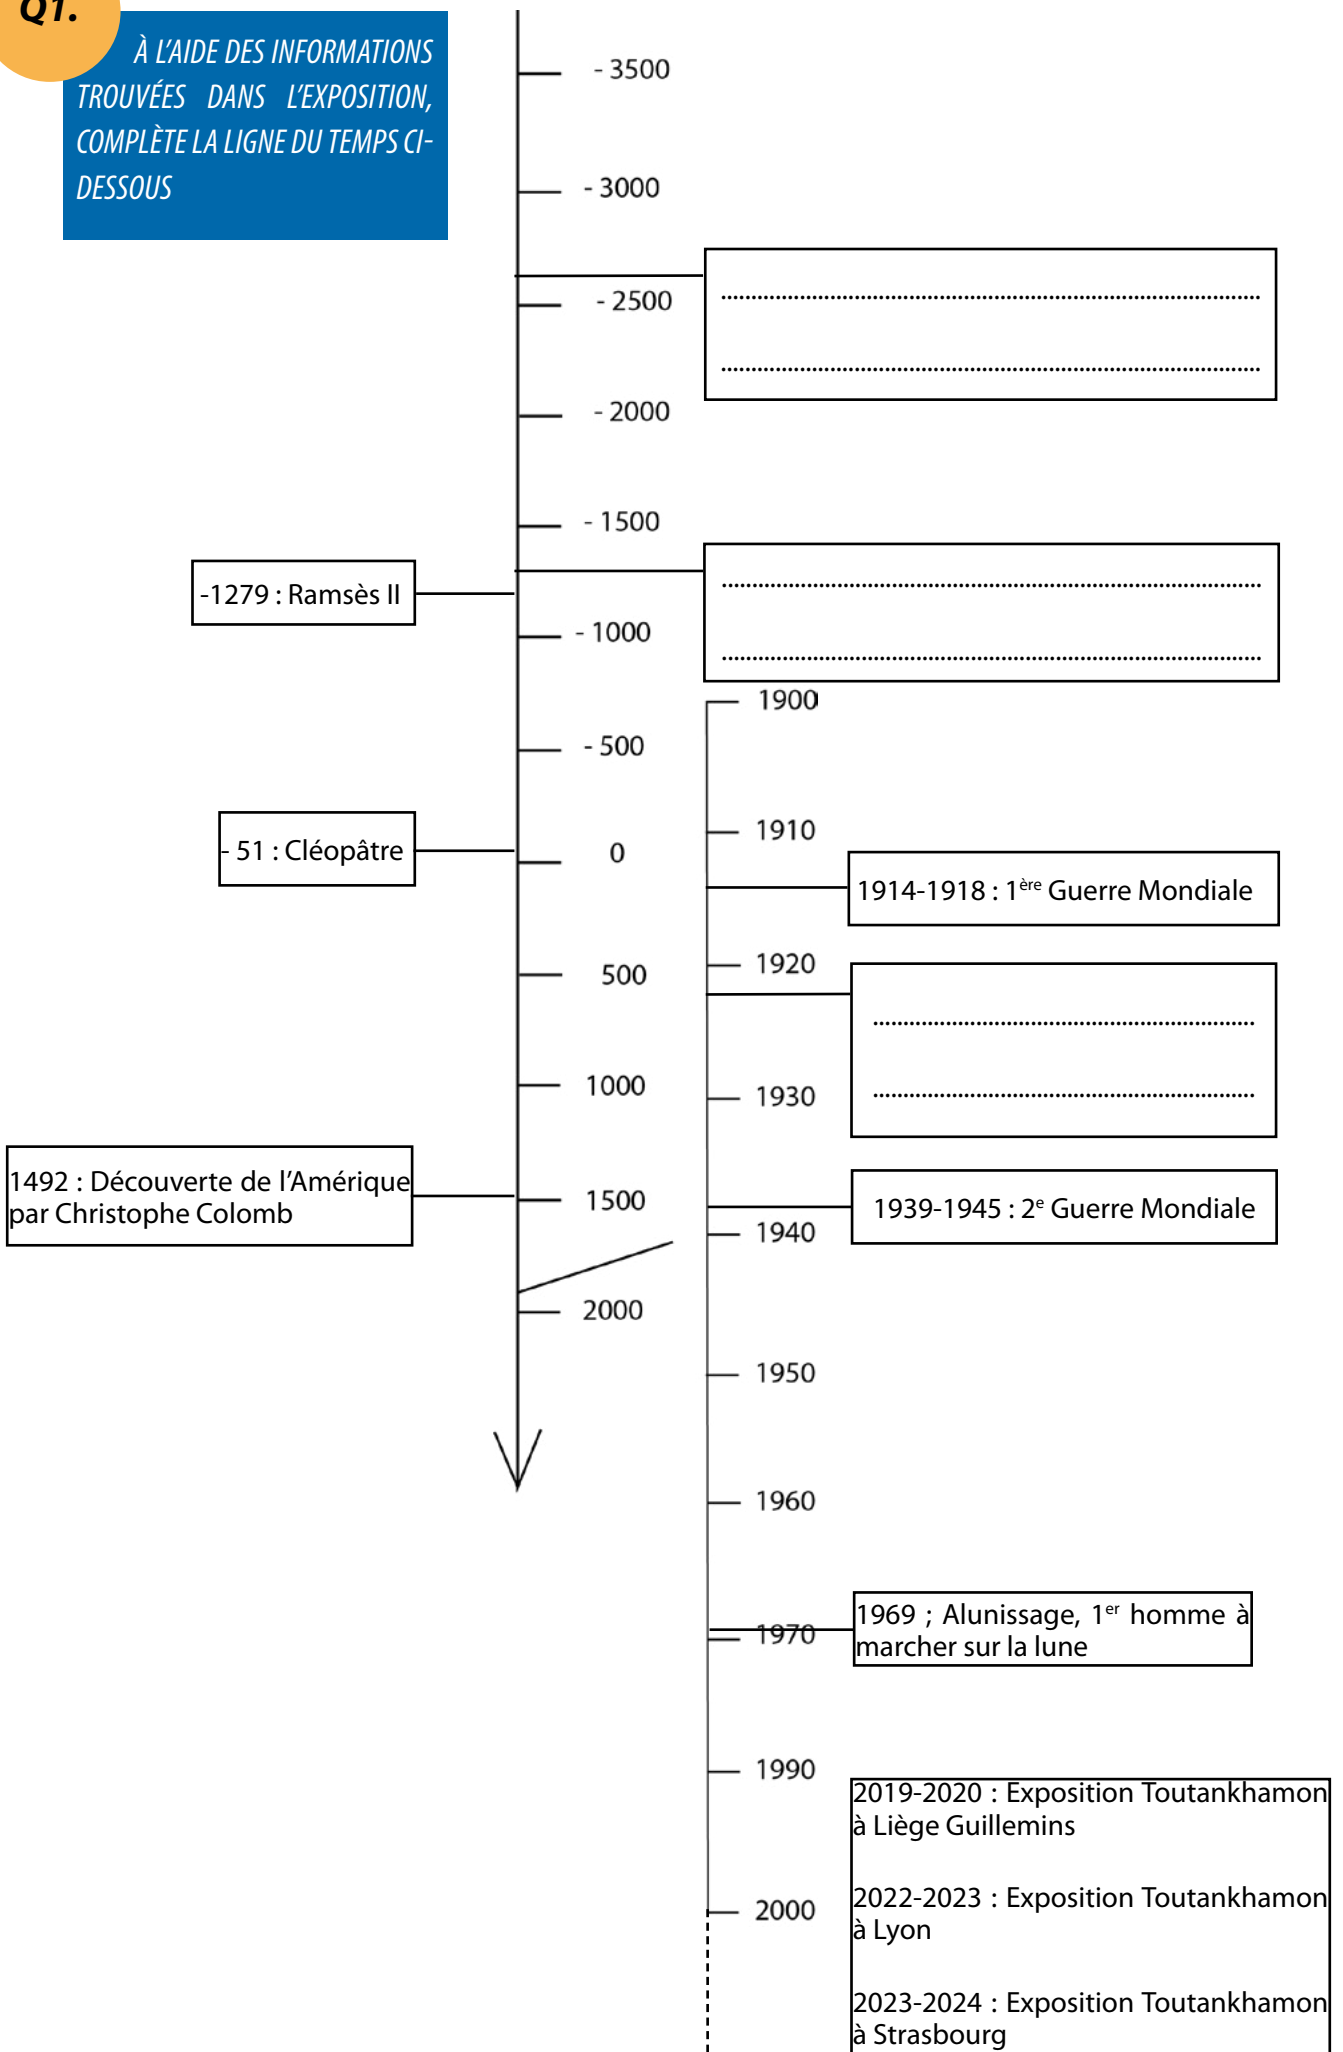 Q1.
À L'AIDE DES INFORMATIONS
TROUVÉES DANS L'EXPOSITION,
COMPLÈTE LA LIGNE DU TEMPS CI-
DESSOUS
- 3500
- 3000
- 2500
..........................................................................................
..........................................................................................
- 2000
- 1500
-1279 : Ramsès II
- 1000
..........................................................................................
..........................................................................................
- 500
- 51 : Cléopâtre
0
500
1000
1492 : Découverte de l'Amérique
par Christophe Colomb
1500
2000
1900
1910
1914-1918 : 1ère Guerre Mondiale
1920
................................................................
................................................................
1930
1939-1945 : 2e Guerre Mondiale
1940
1950
1960
1969 ; Alunissage, 1er homme à
marcher sur la lune
1970
1990
2019-2020 : Exposition Toutankhamon
à Liège Guillemins
2022-2023 : Exposition Toutankhamon
à Lyon
2000
2023-2024 : Exposition Toutankhamon
à Strasbourg